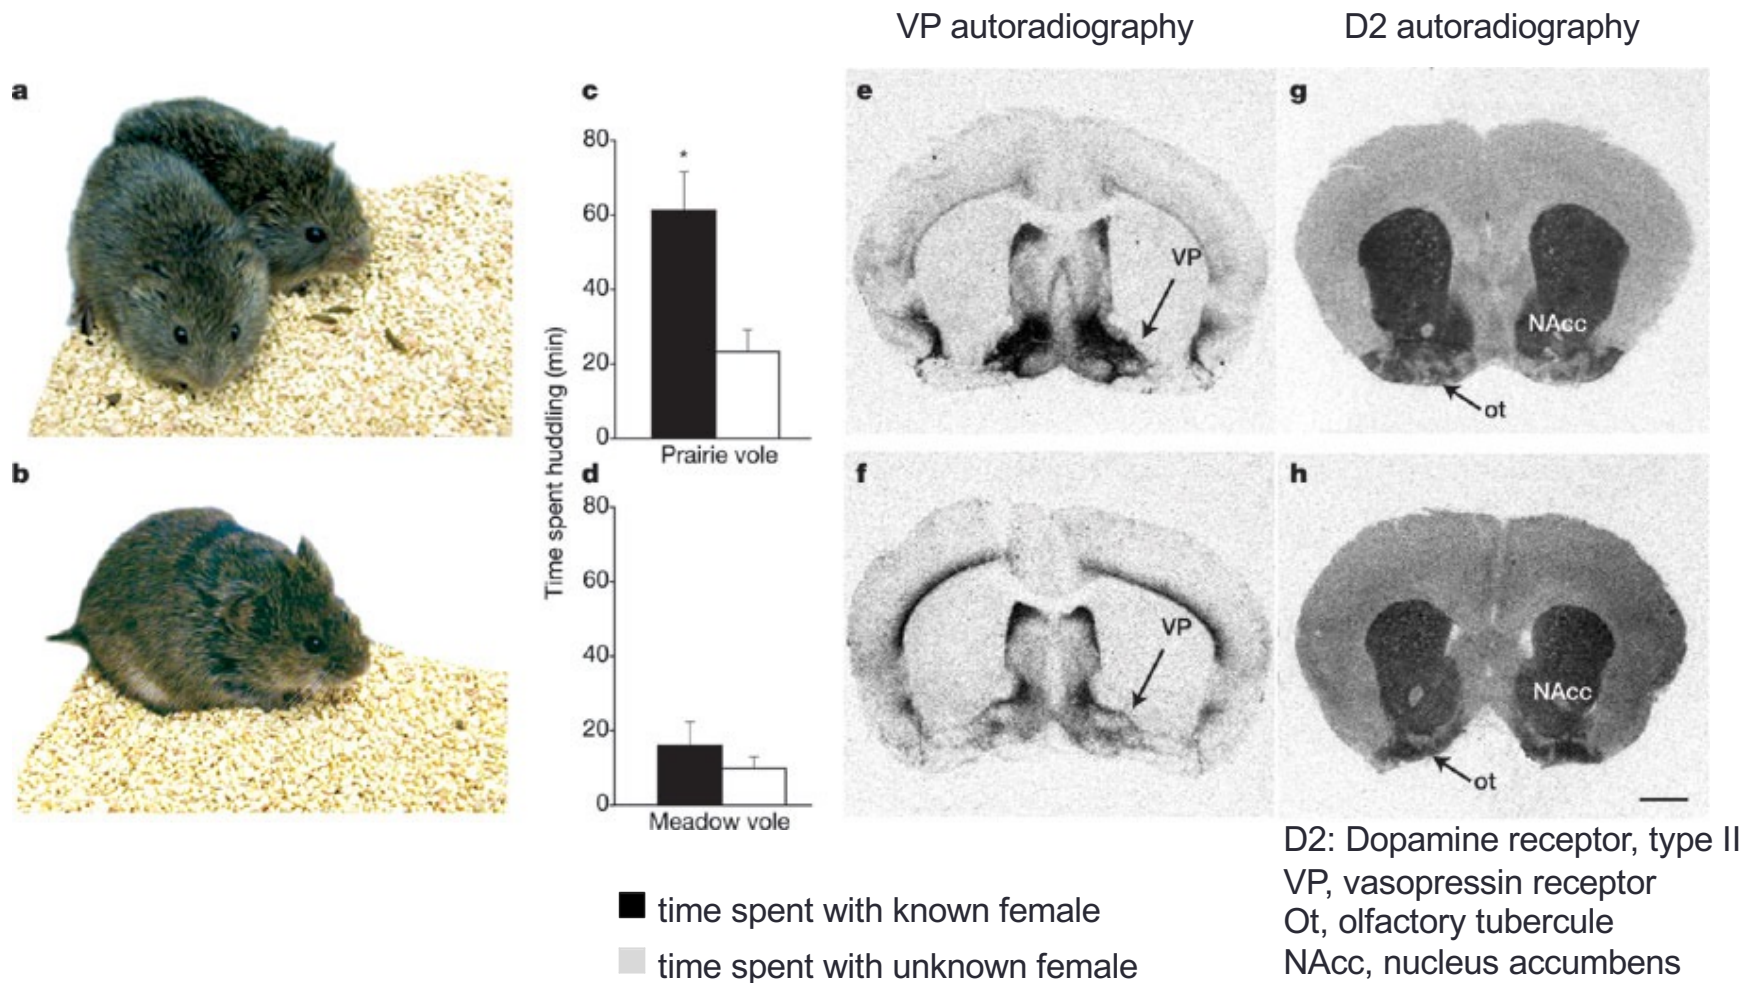 VP autoradiography
D2 autoradiography
a
c
e
g
80
*
60
40
20
0
Prairie vole
VP
NAcc
ot
Time spent huddling (min)
b
d
f
h
80
60
40
20
0
Meadow vole
VP
NAcc
ot
time spent with known female
time spent with unknown female
D2: Dopamine receptor, type II
VP, vasopressin receptor
Ot, olfactory tubercule
NAcc, nucleus accumbens